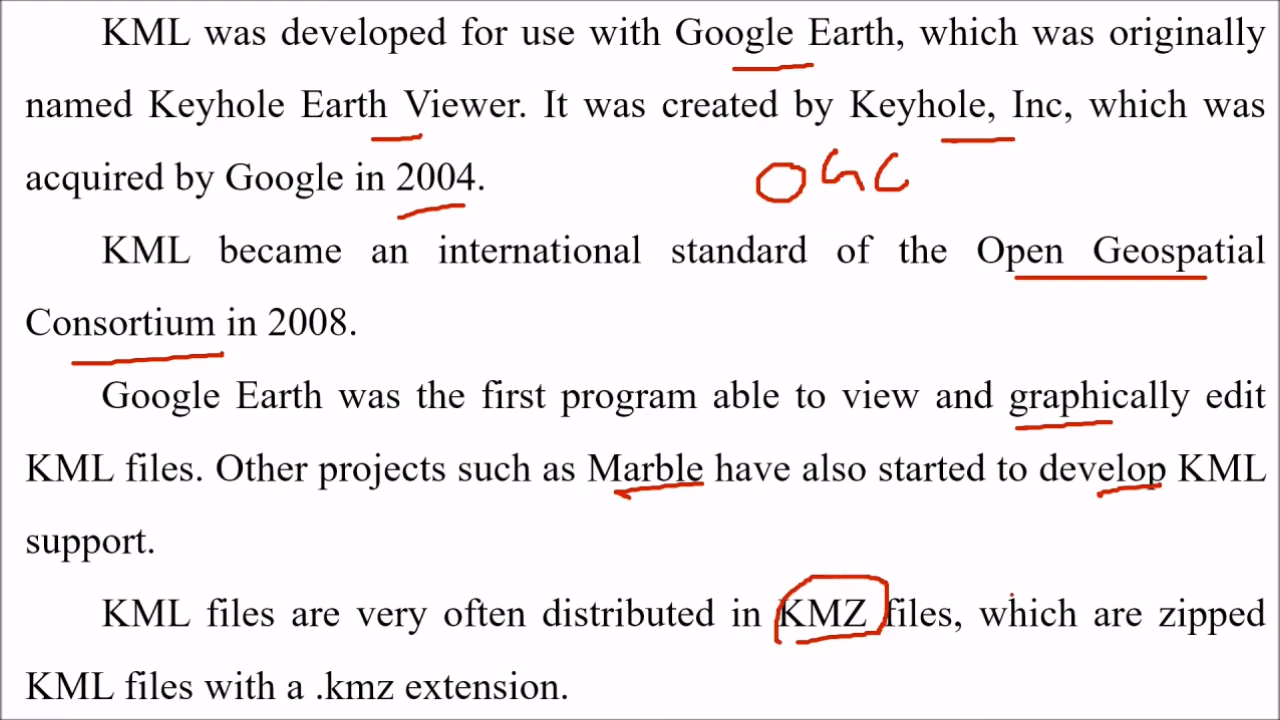 KML was developed for use with Google Earth, which was originally
named Keyhole Earth Viewer. It was created by Keyhole, Inc, which was
acquired by Google in 2004.
OGC
KML became an international standard of the Open Geospatial
Consortium in 2008.
Google Earth was the first program able to view and graphically edit
KML files. Other projects such as Marble have also started to develop KML
support.
KML files are very often distributed in KMZ files, which are zipped
KML files with a .kmz extension.